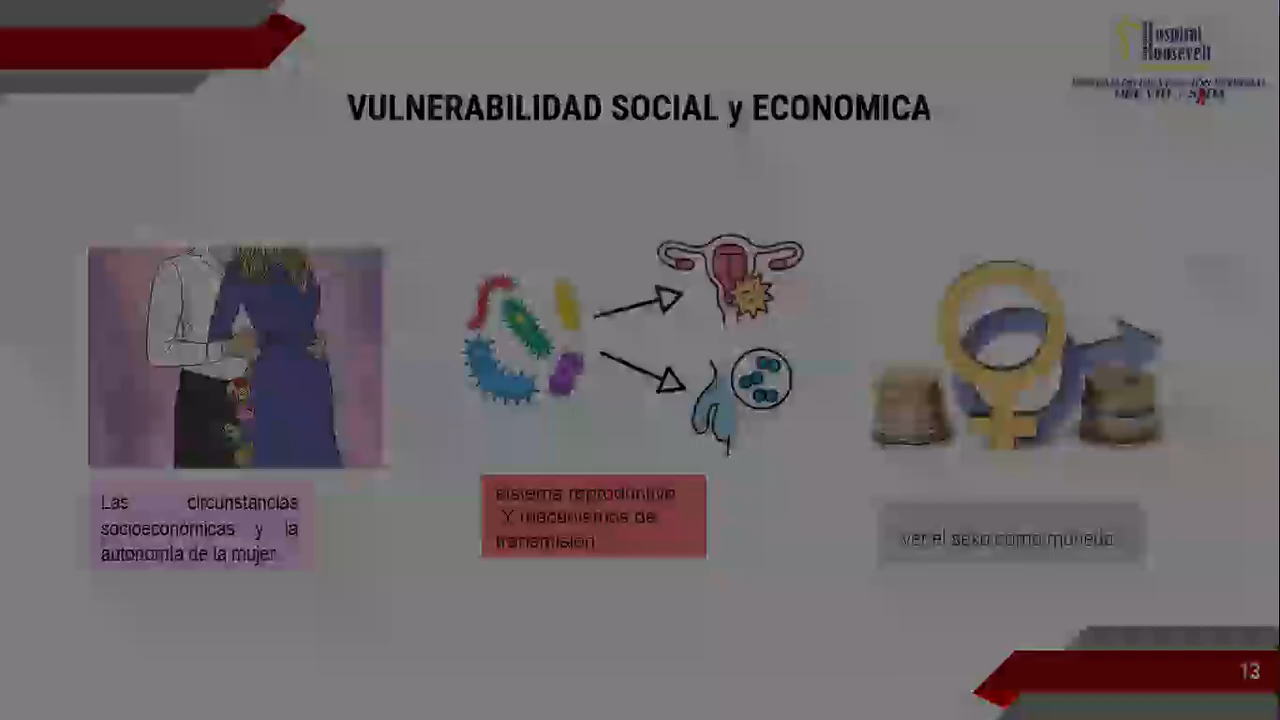 Hospital
Roosevelt
VULNERABILIDAD SOCIAL y ECONOMICA
Las circunstancias
socioeconómicas y la
autonomía de la mujer
sistema reproductivo
Y mecanismos de
transmisión
ver el sexo como moneda
13